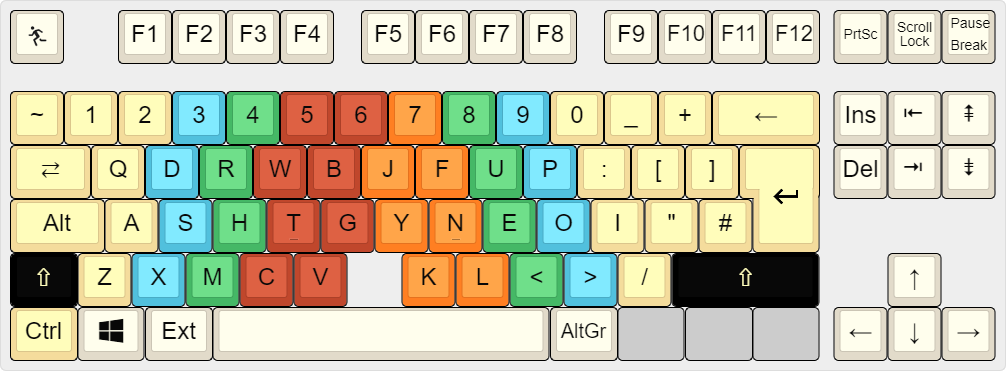 F1 F2 F3 F4 F5 F6 F7 F8 F9 F10 F11 F12 PrtSc Scroll Lock Pause Break
~ 1 2 3 4 5 6 7 8 9 0 _ + ← Ins ⇤ ⇞
⇄ Q D R W B J F U P : [ ] ↵ Del ⇥ ⇟
Alt A S H T G Y N E O I " #
⇧ Z X M C V K L < > / ⇧ ↑
Ctrl Ext AltGr ← ↓ →